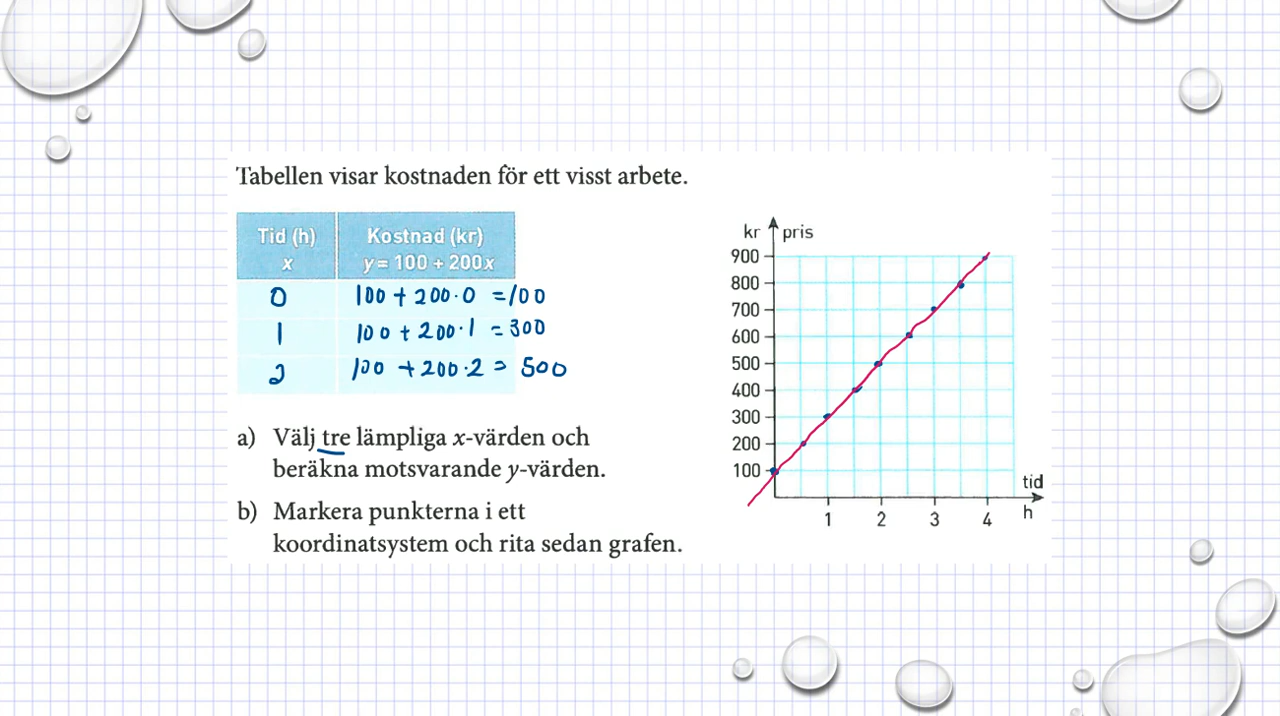 Tabellen visar kostnaden för ett visst arbete.
Tid (h) Kostnad (kr)
x y = 100 + 200x
0 100 + 200·0 = 100
1 100 + 200·1 = 300
2 100 + 200·2 = 500
a) Välj tre lämpliga x-värden och
beräkna motsvarande y-värden.
b) Markera punkterna i ett
koordinatsystem och rita sedan grafen.
kr pris
900
800
700
600
500
400
300
200
100
tid
1 2 3 4 h